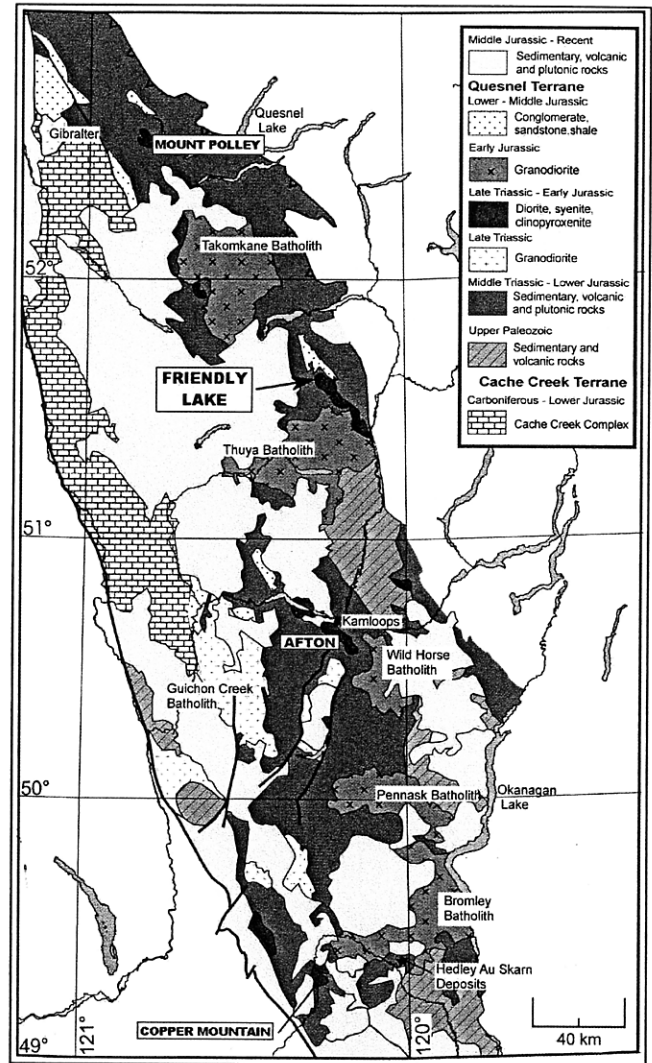 Middle Jurassic - Recent
Sedimentary, volcanic
and plutonic rocks
Quesnel Terrane
Lower - Middle Jurassic
Conglomerate,
sandstone,shale
Early Jurassic
Granodiorite
Late Triassic - Early Jurassic
Diorite, syenite,
clinopyroxenite
Late Triassic
Granodiorite
Middle Triassic - Lower Jurassic
Sedimentary, volcanic
and plutonic rocks
Upper Paleozoic
Sedimentary and
volcanic rocks
Cache Creek Terrane
Carboniferous - Lower Jurassic
Cache Creek Complex
Quesnel
Lake
Gibralter
MOUNT POLLEY
Takomkane Batholith
52°
FRIENDLY
LAKE
Thuya Batholith
51°
Kamloops
AFTON
Wild Horse
Batholith
Guichon Creek
Batholith
50°
Pennask Batholith
Okanagan
Lake
Bromley
Batholith
Hedley Au Skarn
Deposits
COPPER MOUNTAIN
49°
121°
120°
40 km